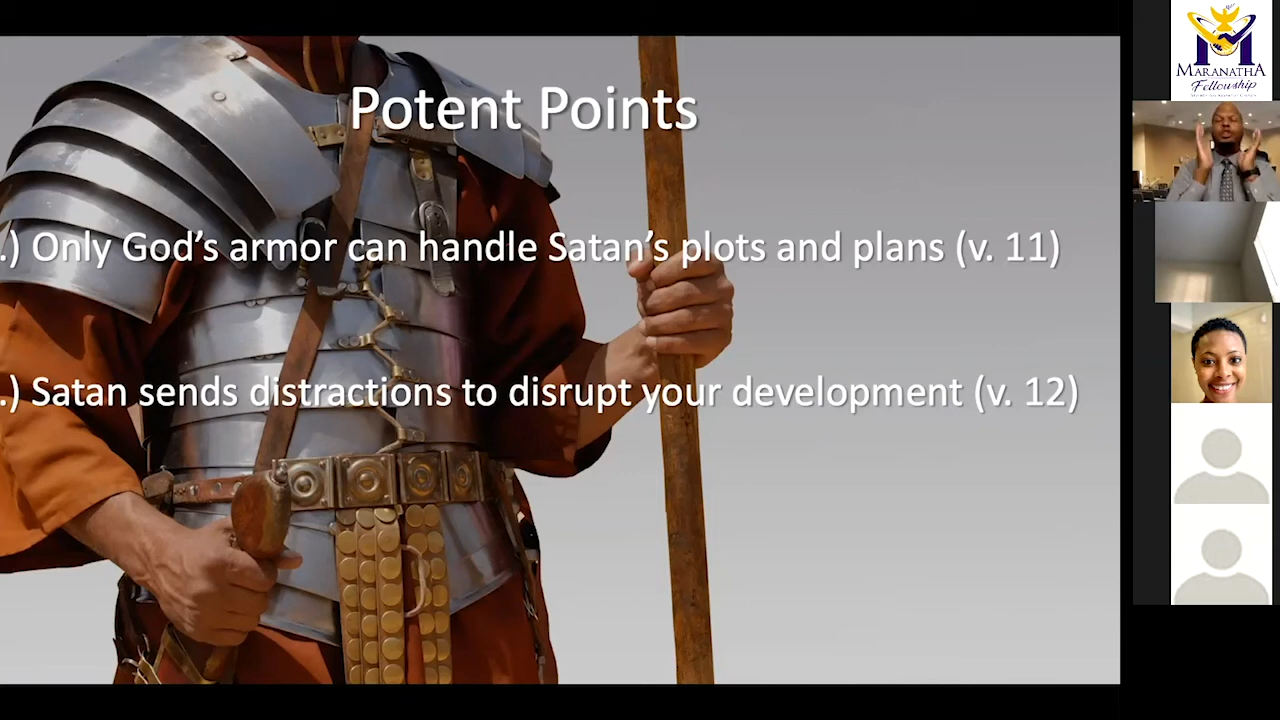 Potent Points
.) Only God’s armor can handle Satan’s plots and plans (v. 11)
.) Satan sends distractions to disrupt your development (v. 12)
MARANATHA
Fellowship